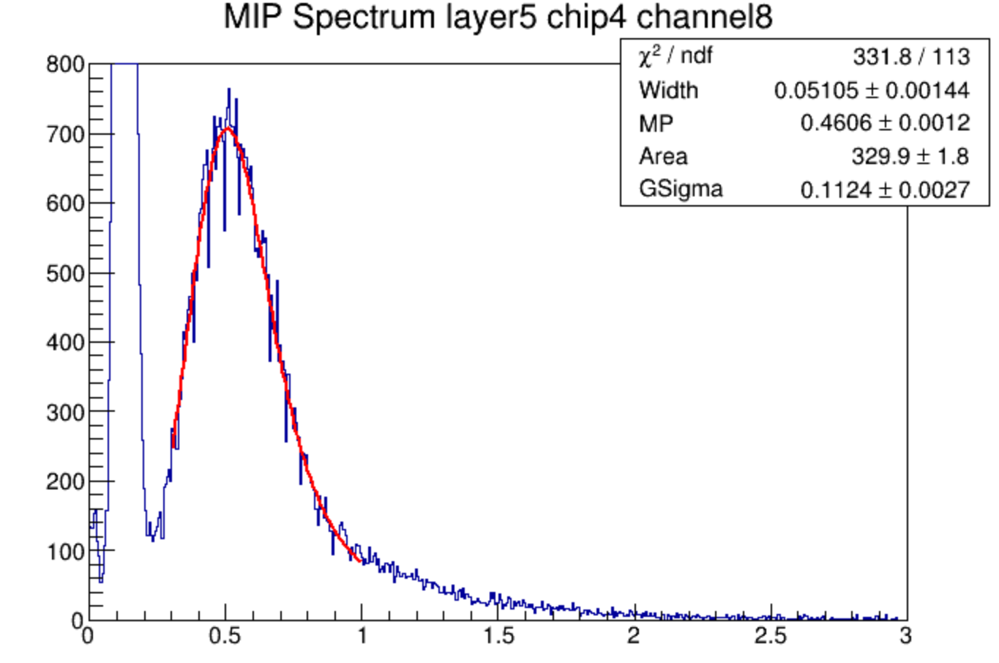 MIP Spectrum layer5 chip4 channel8
χ² / ndf 331.8 / 113
Width 0.05105 ± 0.00144
MP 0.4606 ± 0.0012
Area 329.9 ± 1.8
GSigma 0.1124 ± 0.0027
800
700
600
500
400
300
200
100
0
0 0.5 1 1.5 2 2.5 3